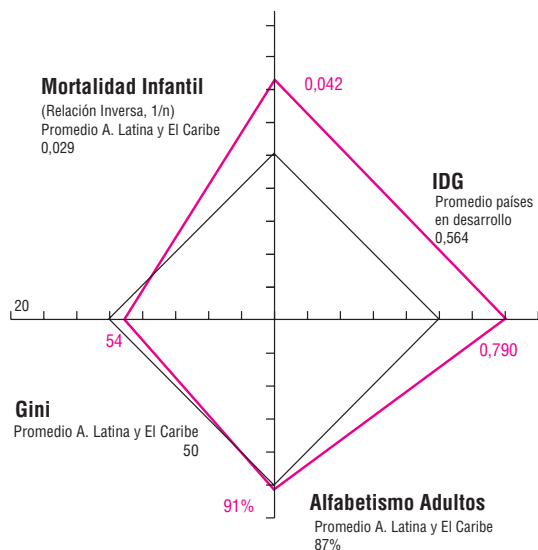 Mortalidad Infantil
(Relación Inversa, 1/n)
Promedio A. Latina y El Caribe
0,029
0,042
IDG
Promedio países
en desarrollo
0,564
20
54
0,790
Gini
Promedio A. Latina y El Caribe
50
91%
Alfabetismo Adultos
Promedio A. Latina y El Caribe
87%